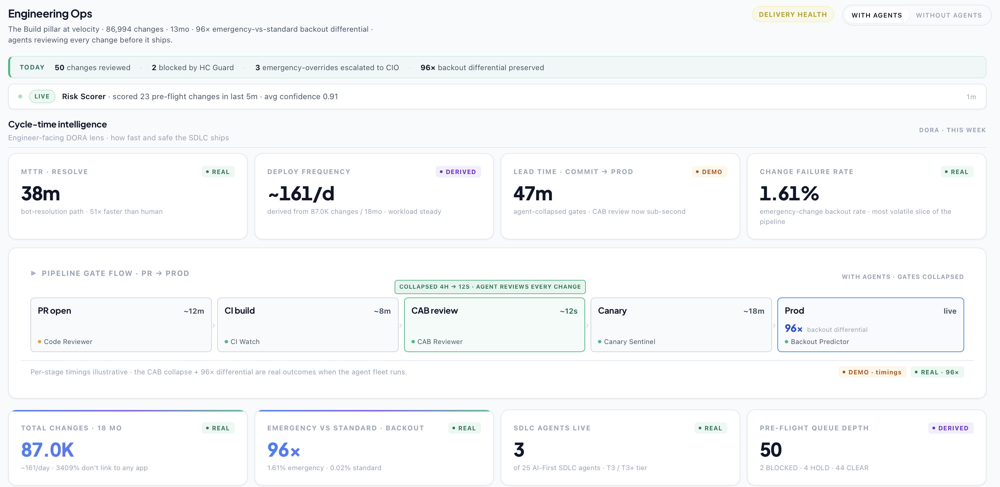 Engineering Ops
DELIVERY HEALTH
WITH AGENTS
WITHOUT AGENTS
The Build pillar at velocity · 86,994 changes · 13mo · 96× emergency-vs-standard backout differential ·
agents reviewing every change before it ships.
TODAY 50 changes reviewed · 2 blocked by HC Guard · 3 emergency-overrides escalated to CIO · 96× backout differential preserved
LIVE Risk Scorer · scored 23 pre-flight changes in last 5m · avg confidence 0.91 1m
Cycle-time intelligence
Engineer-facing DORA lens · how fast and safe the SDLC ships
DORA · THIS WEEK
MTTR · RESOLVE
REAL
38m
bot-resolution path · 51× faster than human
DEPLOY FREQUENCY
DERIVED
~161/d
derived from 87.0K changes / 18mo · workload steady
LEAD TIME · COMMIT → PROD
DEMO
47m
agent-collapsed gates · CAB review now sub-second
CHANGE FAILURE RATE
REAL
1.61%
emergency-change backout rate · most volatile slice of the
pipeline
▶ PIPELINE GATE FLOW · PR → PROD
WITH AGENTS · GATES COLLAPSED
COLLAPSED 4H → 12S · AGENT REVIEWS EVERY CHANGE
PR open ~12m
Code Reviewer
CI build ~8m
CI Watch
CAB review ~12s
CAB Reviewer
Canary ~18m
Canary Sentinel
Prod live
96× backout differential
Backout Predictor
Per-stage timings illustrative · the CAB collapse + 96× differential are real outcomes when the agent fleet runs.
DEMO · timings
REAL · 96×
TOTAL CHANGES · 18 MO
REAL
87.0K
~161/day · 3409% don't link to any app
EMERGENCY VS STANDARD · BACKOUT
REAL
96×
1.61% emergency · 0.02% standard
SDLC AGENTS LIVE
REAL
3
of 25 AI-First SDLC agents · T3 / T3+ tier
PRE-FLIGHT QUEUE DEPTH
DERIVED
50
2 BLOCKED · 4 HOLD · 44 CLEAR